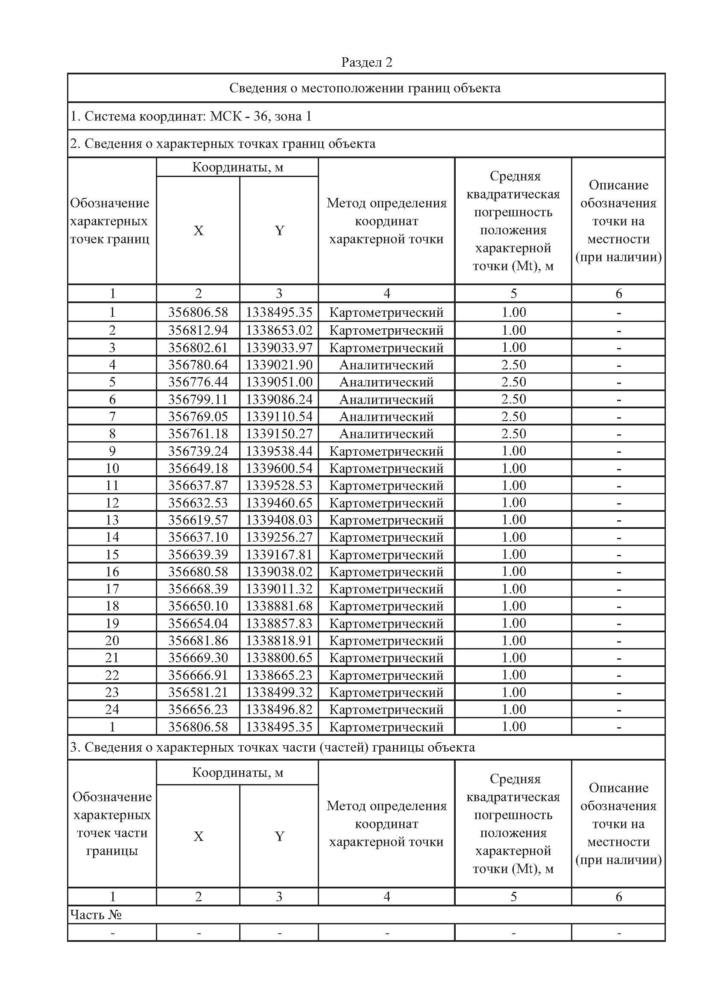 Раздел 2
Сведения о местоположении границ объекта
1. Система координат: МСК - 36, зона 1
2. Сведения о характерных точках границ объекта
Обозначение
характерных
точек границ
Координаты, м
X Y
Метод определения
координат
характерной точки
Средняя
квадратическая
погрешность
положения
характерной
точки (Mt), м
Описание
обозначения
точки на
местности
(при наличии)
1 2 3 4 5 6
1 356806.58 1338495.35 Картометрический 1.00 -
2 356812.94 1338653.02 Картометрический 1.00 -
3 356802.61 1339033.97 Картометрический 1.00 -
4 356780.64 1339021.90 Аналитический 2.50 -
5 356776.44 1339051.00 Аналитический 2.50 -
6 356799.11 1339086.24 Аналитический 2.50 -
7 356769.05 1339110.54 Аналитический 2.50 -
8 356761.18 1339150.27 Аналитический 2.50 -
9 356739.24 1339538.44 Картометрический 1.00 -
10 356649.18 1339600.54 Картометрический 1.00 -
11 356637.87 1339528.53 Картометрический 1.00 -
12 356632.53 1339460.65 Картометрический 1.00 -
13 356619.57 1339408.03 Картометрический 1.00 -
14 356637.10 1339256.27 Картометрический 1.00 -
15 356639.39 1339167.81 Картометрический 1.00 -
16 356680.58 1339038.02 Картометрический 1.00 -
17 356668.39 1339011.32 Картометрический 1.00 -
18 356650.10 1338881.68 Картометрический 1.00 -
19 356654.04 1338857.83 Картометрический 1.00 -
20 356681.86 1338818.91 Картометрический 1.00 -
21 356669.30 1338800.65 Картометрический 1.00 -
22 356666.91 1338665.23 Картометрический 1.00 -
23 356581.21 1338499.32 Картометрический 1.00 -
24 356656.23 1338496.82 Картометрический 1.00 -
1 356806.58 1338495.35 Картометрический 1.00 -
3. Сведения о характерных точках части (частей) границы объекта
Обозначение
характерных
точек части
границы
Координаты, м
X Y
Метод определения
координат
характерной точки
Средняя
квадратическая
погрешность
положения
характерной
точки (Mt), м
Описание
обозначения
точки на
местности
(при наличии)
1 2 3 4 5 6
Часть №
- - - - - -